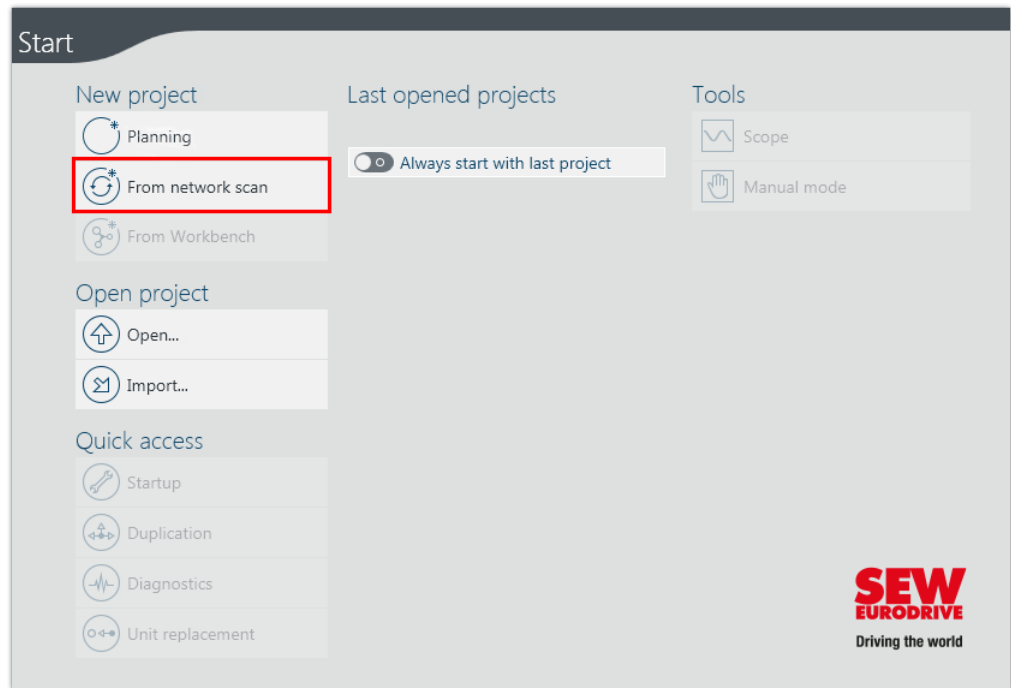 Start
New project
Planning
From network scan
From Workbench
Open project
Open...
Import...
Quick access
Startup
Duplication
Diagnostics
Unit replacement
Last opened projects
Always start with last project
Tools
Scope
Manual mode
SEW
EURODRIVE
Driving the world